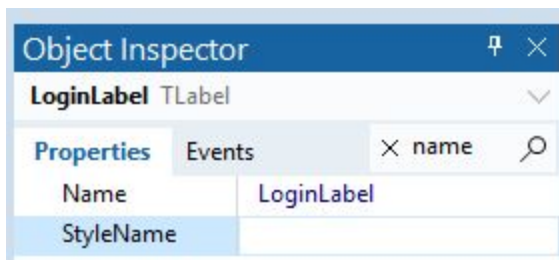 Object Inspector
LoginLabel TLabel
Properties Events name
Name LoginLabel
StyleName